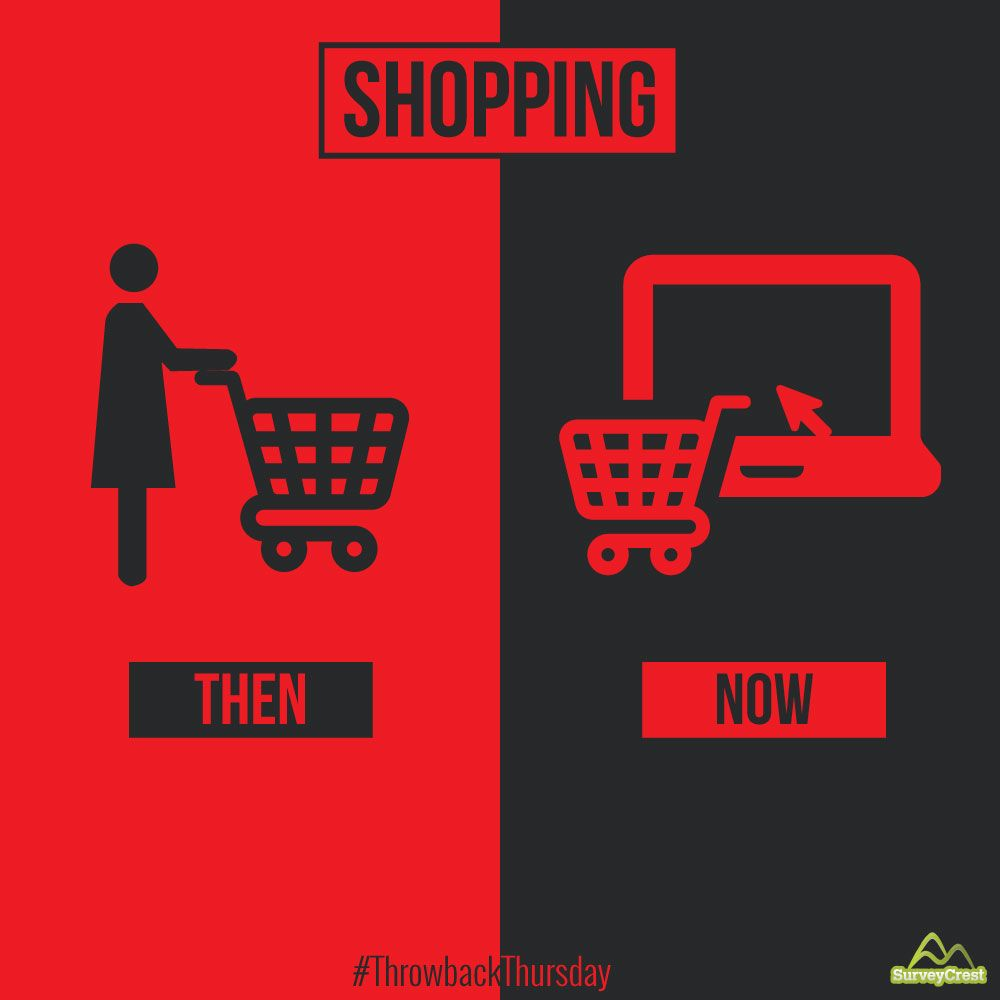 SHOPPING
THEN
NOW
#ThrowbackThursday
SurveyCrest